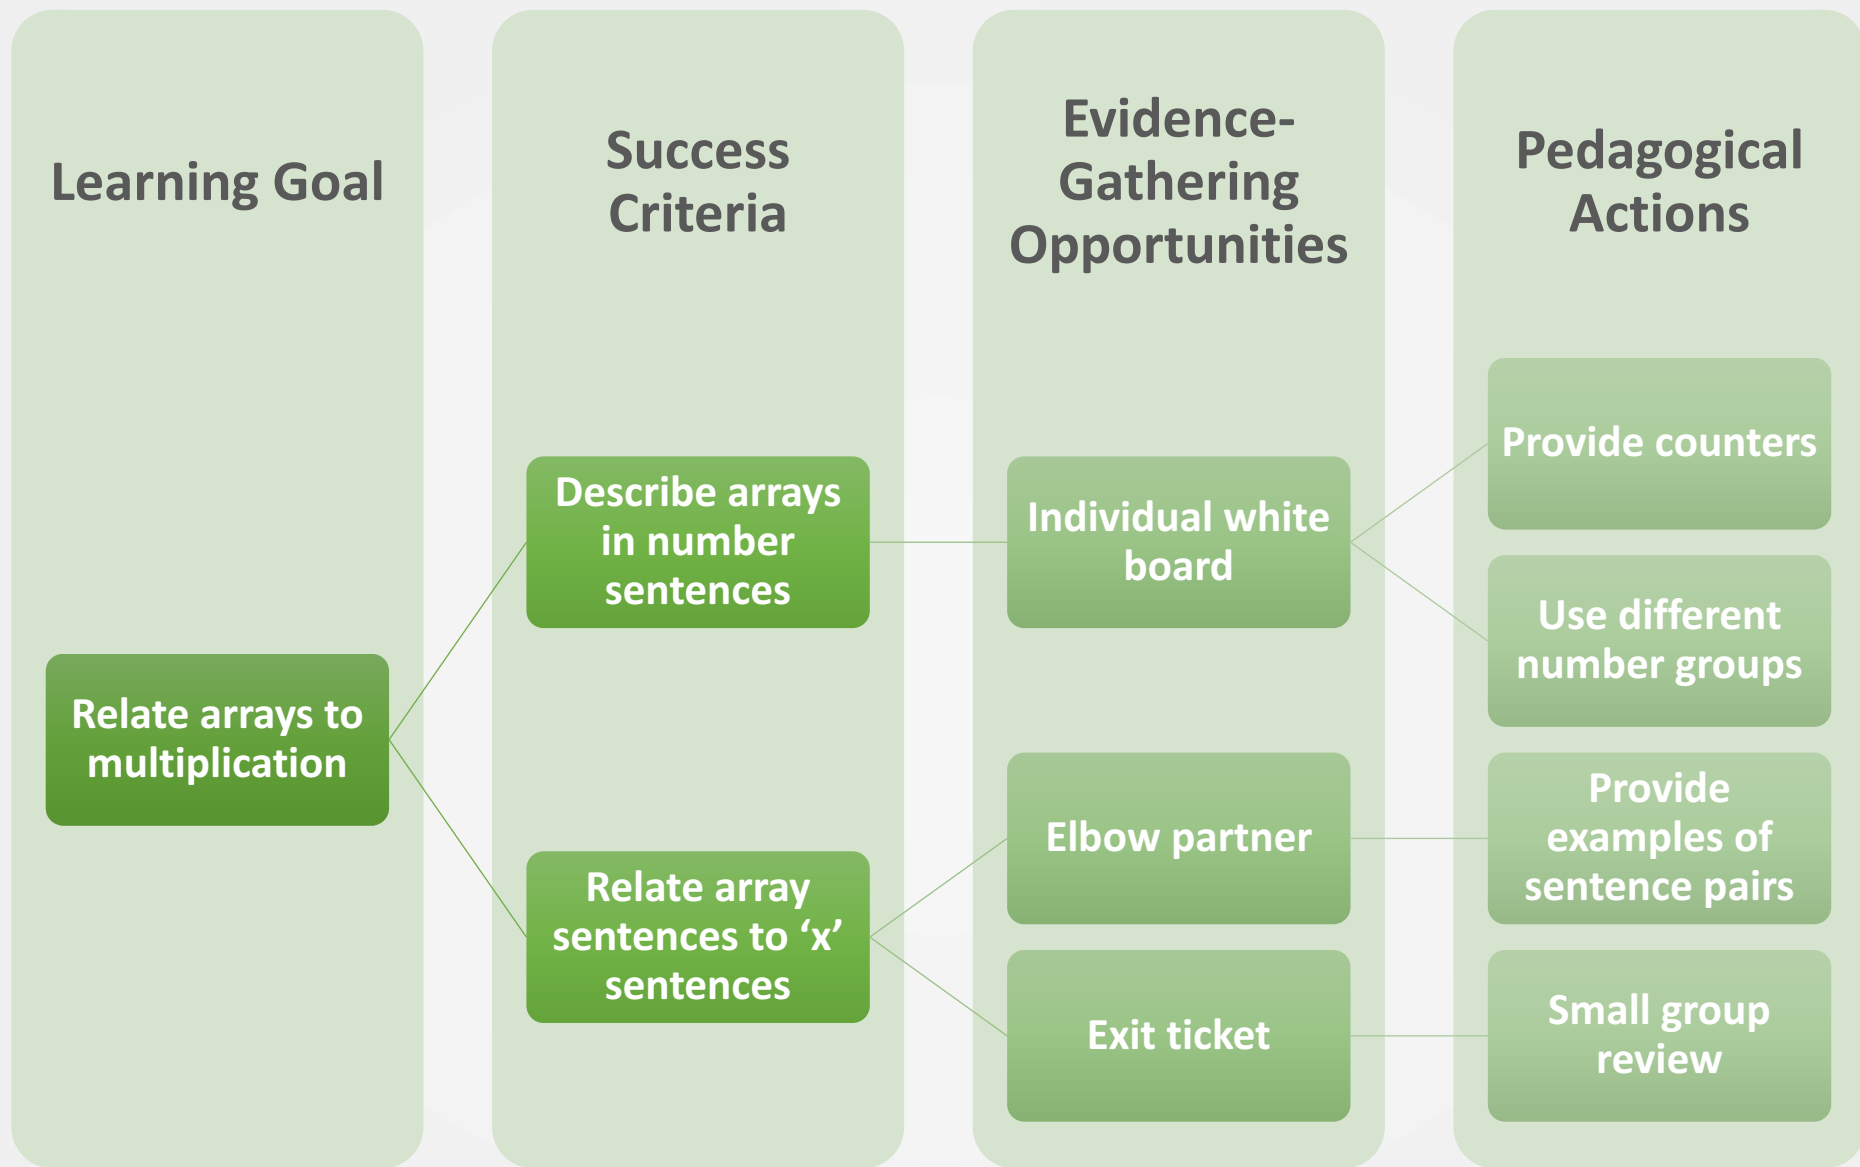 Learning Goal
Success
Criteria
Evidence-
Gathering
Opportunities
Pedagogical
Actions
Relate arrays to
multiplication
Describe arrays
in number
sentences
Relate array
sentences to ‘x’
sentences
Individual white
board
Elbow partner
Exit ticket
Provide counters
Use different
number groups
Provide
examples of
sentence pairs
Small group
review